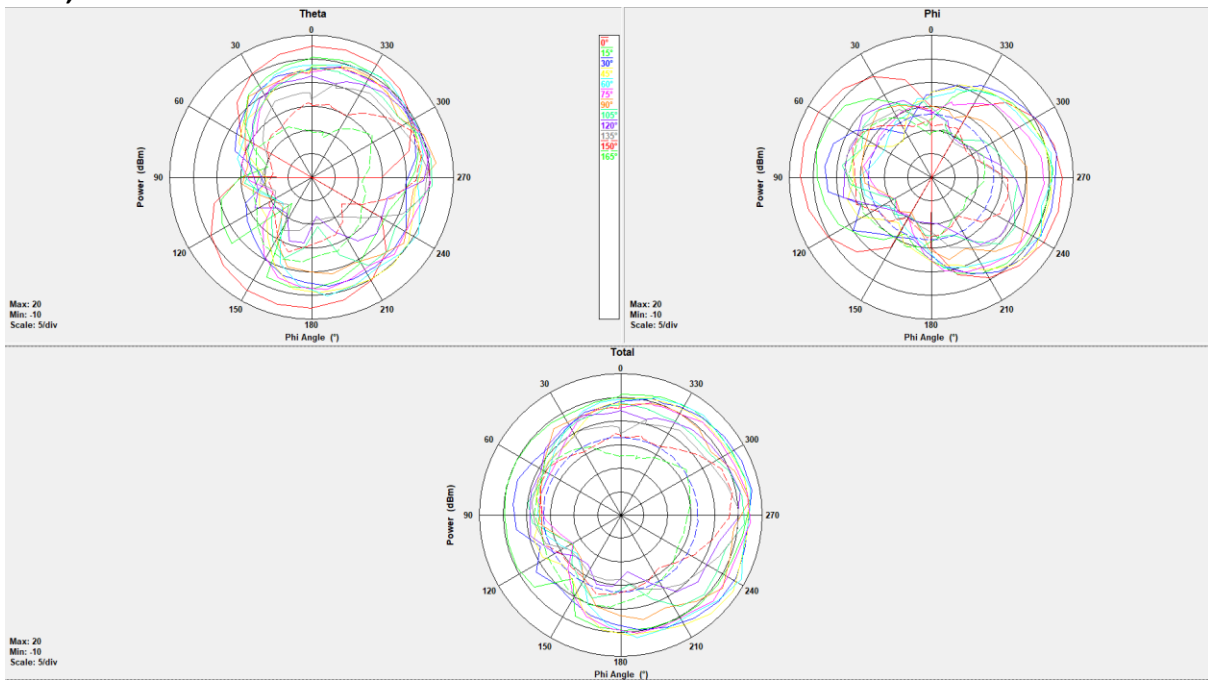 Theta
0
30
330
60
300
90
270
120
240
150
210
180
Power (dBm)
Max: 20
Min: -10
Scale: 5/div
Phi Angle (°)
0°
15°
30°
45°
60°
75°
90°
105°
120°
135°
150°
165°
Phi
0
30
330
60
300
90
270
120
240
150
210
180
Power (dBm)
Max: 20
Min: -10
Scale: 5/div
Phi Angle (°)
Total
0
30
330
60
300
90
270
120
240
150
210
180
Power (dBm)
Max: 20
Min: -10
Scale: 5/div
Phi Angle (°)